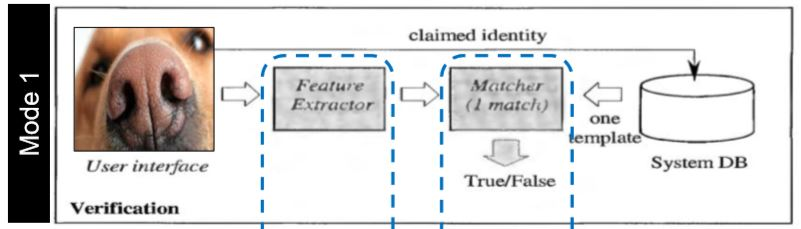 Mode 1
claimed identity
Feature
Extractor
Matcher
(1 match)
one
template
User interface
System DB
True/False
Verification